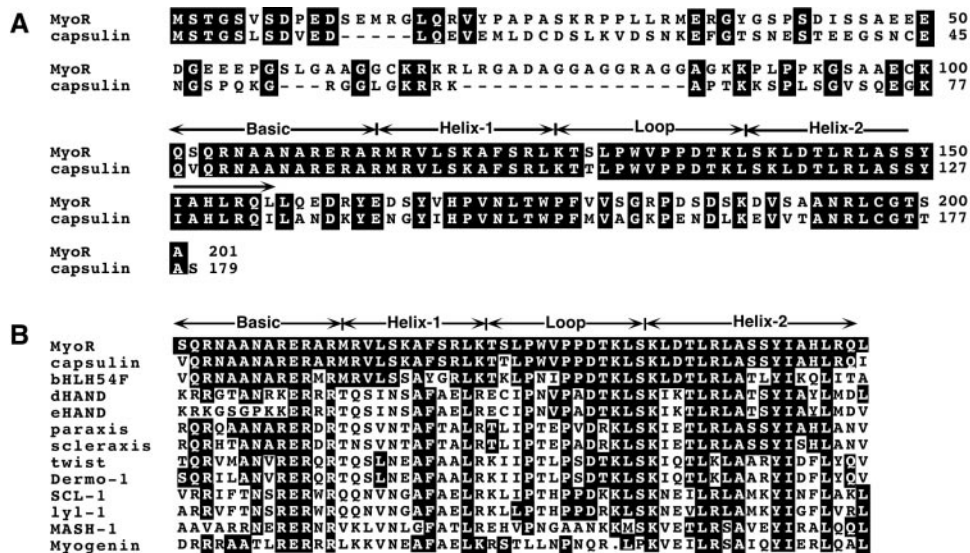 A
MyoR MSTGSVSDPEDSEMRGLQRVYPAPASKRPPLLRMERGYGSPSDISSAEEE 50
capsulin MSTGSLSDVED-----LQEVEMLDCDSLKVDSNKEFGTSNESTEEGSNCE 45
MyoR DGEEEPGSLGAAGGCKRKRLRGADAGGAGGRAGGAGKKPLPPKGSAAECK 100
capsulin NGSPQKG---RGGLGKRRK---------------APTKKSPLSGVSQEGK 77
Basic Helix-1 Loop Helix-2
MyoR QSQRNAANARERARMRVLSKAFSRLKTSLPWVPPDTKLSKLDTLRLASSY 150
capsulin QVQRNAANARERARMRVLSKAFSRLKTTLPWVPPDTKLSKLDTLRLASSY 127
MyoR IAHLRQLLQEDRYEDSYVHPVNLTWPFVVSGRPDSDSKDVSAANRLCGTS 200
capsulin IAHLRQILANDKYENGYIHPVNLTWPFMVAGKPENDLKEVVTANRLCGTT 177
MyoR A 201
capsulin AS 179
B
Basic Helix-1 Loop Helix-2
MyoR SQRNAANARERARMRVLSKAFSRLKTSLPWVPPDTKLSKLDTLRLASSYIAHLRQL
capsulin VQRNAANARERARMRVLSKAFSRLKTTLPWVPPDTKLSKLDTLRLASSYIAHLRQI
bHLH54F VQRNAANARERMRMRVLSSAYGRLKTKLPNIPPDTKLSKLDTLRLATLYIKQLITA
dHAND KRRGTANRKERRRTQSINSAFAELRECIPNVPADTKLSKIKTLRLATSYIAYLMDL
eHAND KRKGSGPKKERRRTQSINSAFAELRECIPNVPADTKLSKIKTLRLATSYIAYLMDV
paraxis RQRQAANARERDRTQSVNTAFTALRTLIPTEPVDRKLSKIETLRLASSYIAHLANV
scleraxis RQRHTANARERDRTNSVNTAFTALRTLIPTEPADRKLSKIETLRLASSYISHLANV
twist TQRVMANVRERQRTQSLNEAFAALRKIIPTLPSDTKLSKIQTLKLAARYIDFLYQV
Dermo-1 SQRILANVRERQRTQSLNEAFAALRKIIPTLPSDTKLSKIQTLKLAARYIDFLYQV
SCL-1 VRRIFTNSRERWRQQNVNGAFAELRKLIPTHPPDKKLSKNEILRLAMKYINFLAKL
lyl-1 ARRVFTNSRERWRQQNVNGAFAELRKLLPTHPPDRKLSKNEVLRLAMKYIGFLVRL
MASH-1 AAVARRNERERNRVKLVNLGFATLREHVPNGAANKKMSKVETLRSAVEYIRALQQL
Myogenin DRRRAATLRERRRLKKVNEAFEALKRSTLLNPNQR.LPKVEILRSAIQYIERLQAL